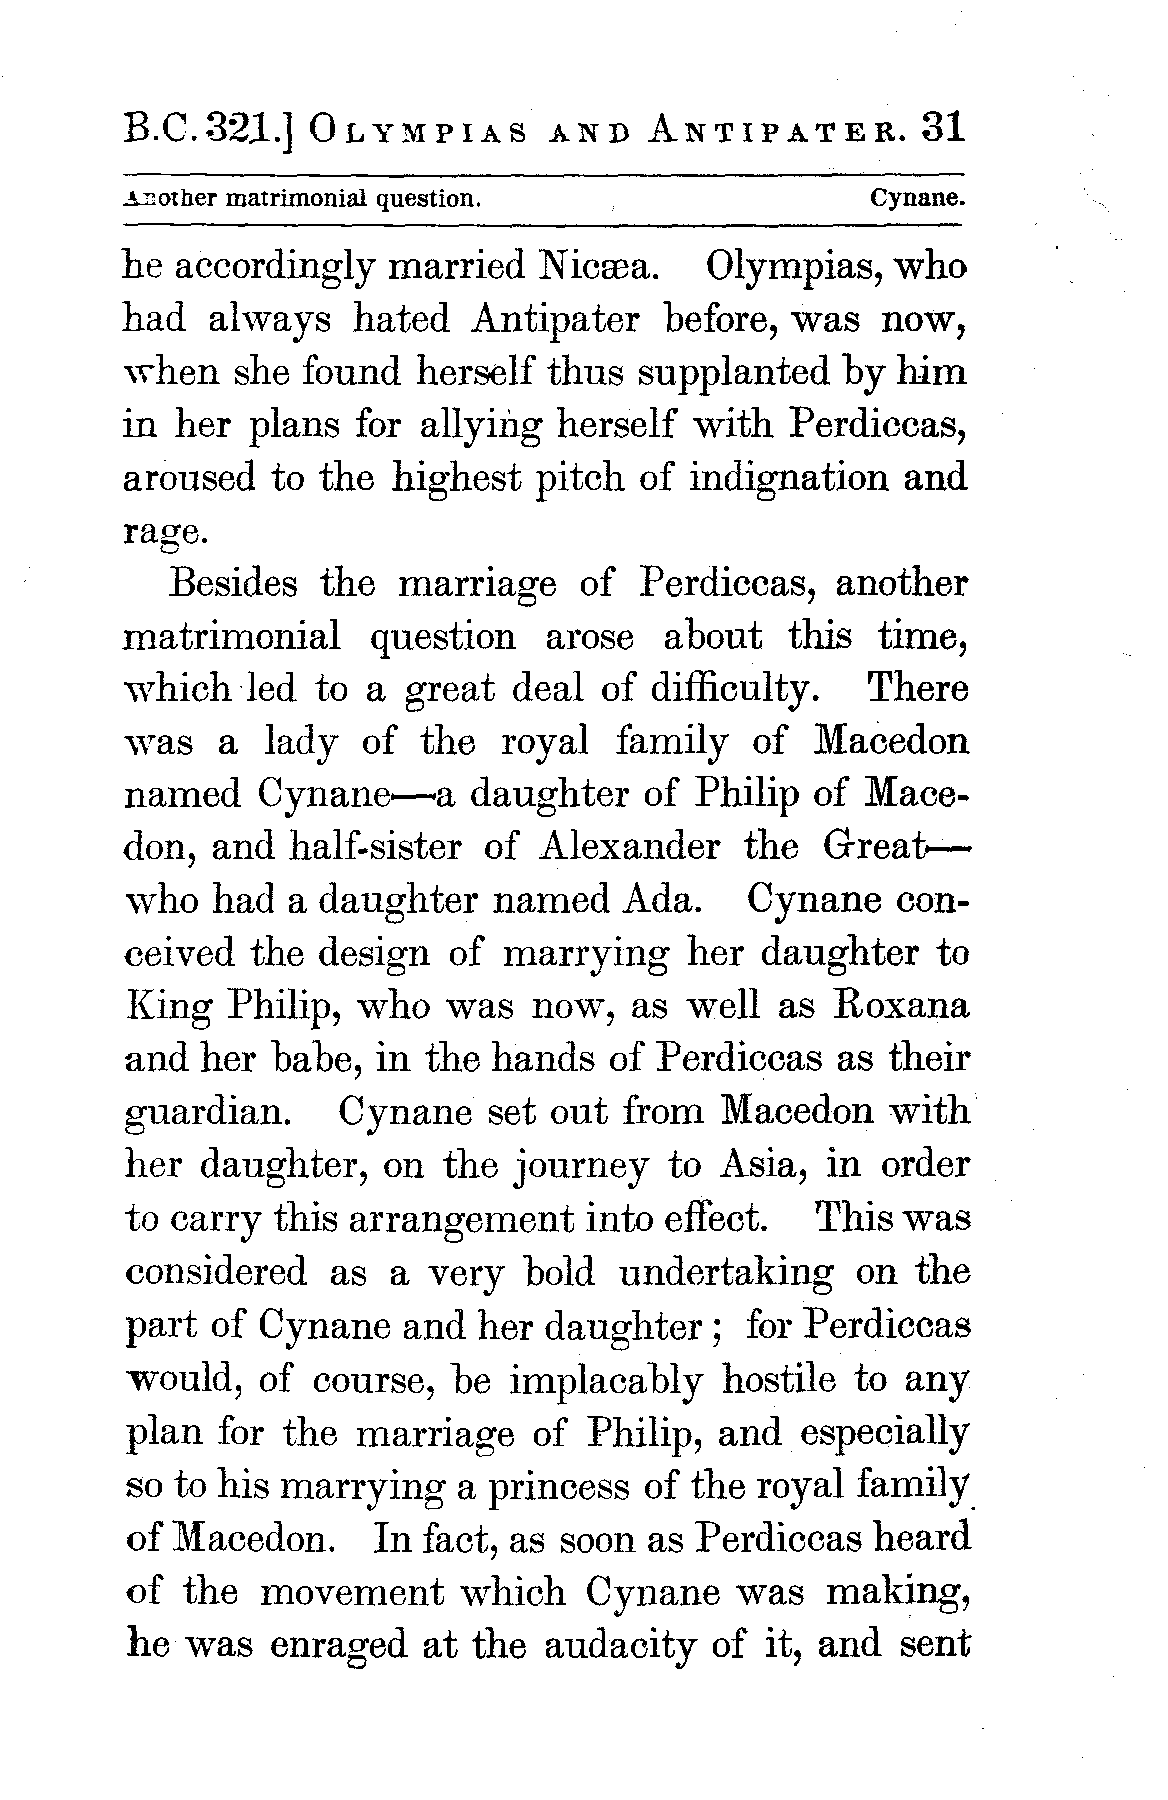 B.C. 321.] OLYMPIAS AND ANTIPATER. 31
Another matrimonial question. Cynane.
he accordingly married Nicæa. Olympias, who
had always hated Antipater before, was now,
when she found herself thus supplanted by him
in her plans for allying herself with Perdiccas,
aroused to the highest pitch of indignation and
rage.
Besides the marriage of Perdiccas, another
matrimonial question arose about this time,
which led to a great deal of difficulty. There
was a lady of the royal family of Macedon
named Cynane—a daughter of Philip of Mace-
don, and half-sister of Alexander the Great—
who had a daughter named Ada. Cynane con-
ceived the design of marrying her daughter to
King Philip, who was now, as well as Roxana
and her babe, in the hands of Perdiccas as their
guardian. Cynane set out from Macedon with
her daughter, on the journey to Asia, in order
to carry this arrangement into effect. This was
considered as a very bold undertaking on the
part of Cynane and her daughter; for Perdiccas
would, of course, be implacably hostile to any
plan for the marriage of Philip, and especially
so to his marrying a princess of the royal family
of Macedon. In fact, as soon as Perdiccas heard
of the movement which Cynane was making,
he was enraged at the audacity of it, and sent